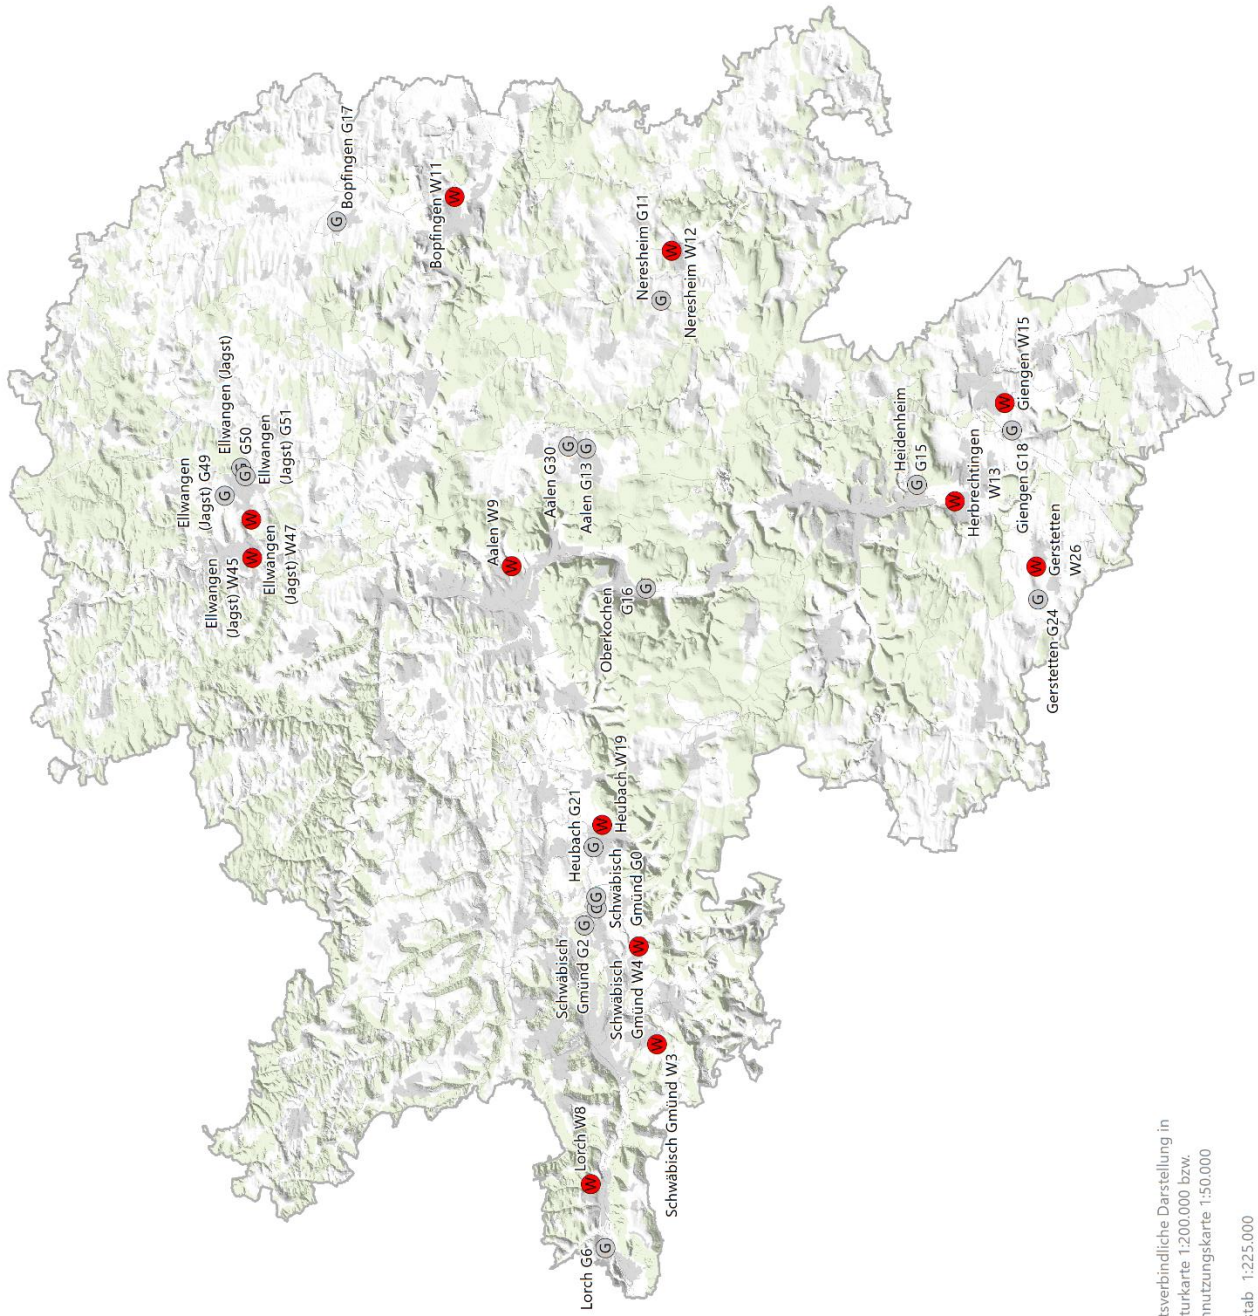 Lorch G6
G
W
Lorch W8
Schwäbisch Gmünd W3
W
Schwäbisch
Gmünd W4
W
Schwäbisch
Gmünd G2
G
G
Schwäbisch
Gmünd G0
Heubach G21
G
W
Heubach W19
Ellwangen
(Jagst) W45
W
Ellwangen
(Jagst) W47
W
Ellwangen
(Jagst) G49
G
Ellwangen (Jagst)
G50
G
Ellwangen
(Jagst) G51
Bopfingen G17
G
Bopfingen W11
W
Aalen W9
W
Aalen G30
G
Aalen G13
G
Oberkochen
G16
G
Neresheim G11
G
W
Neresheim W12
Heidenheim
G15
G
W
Herbrechtingen
W13
Giengen G18
G
W
Giengen W15
Gerstetten
W26
W
G
Gerstetten G24
tsverbindliche Darstellung in
turkarte 1:200.000 bzw.
nnutzungskarte 1:50.000
tab 1:225.000